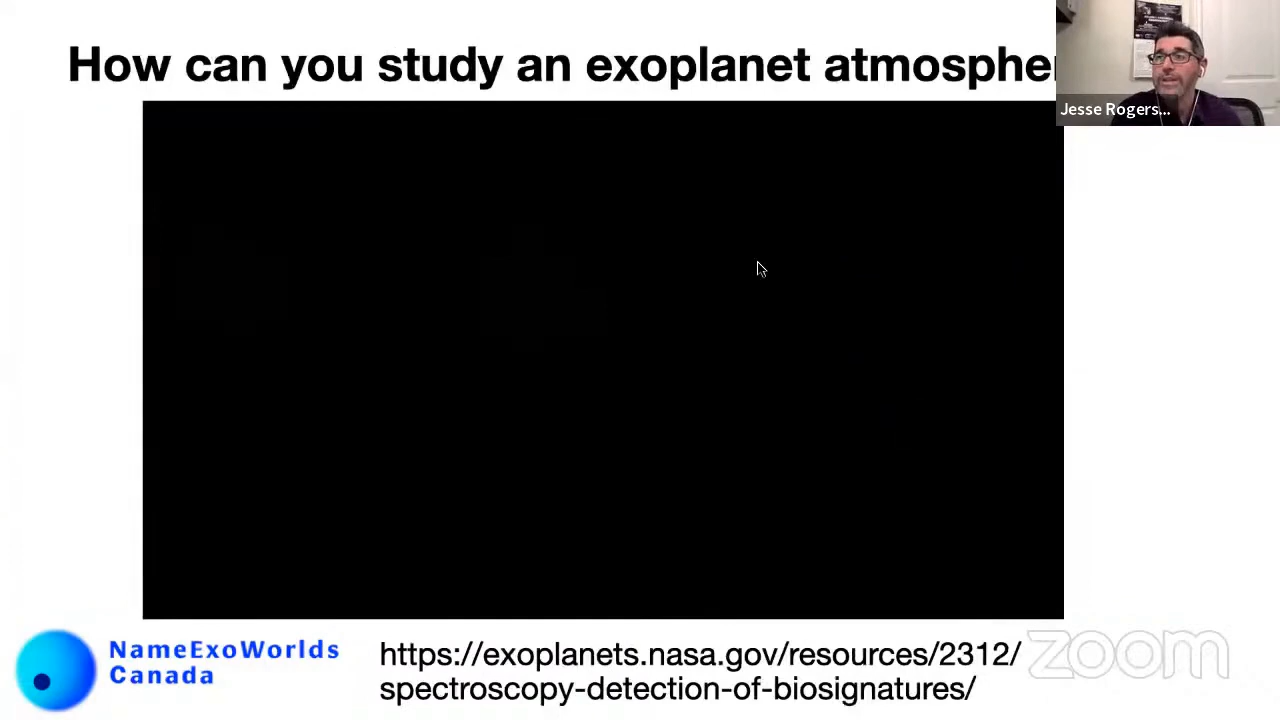 How can you study an exoplanet atmosphe
Jesse Rogers...
NameExoWorlds
Canada
https://exoplanets.nasa.gov/resources/2312/
spectroscopy-detection-of-biosignatures/
zoom